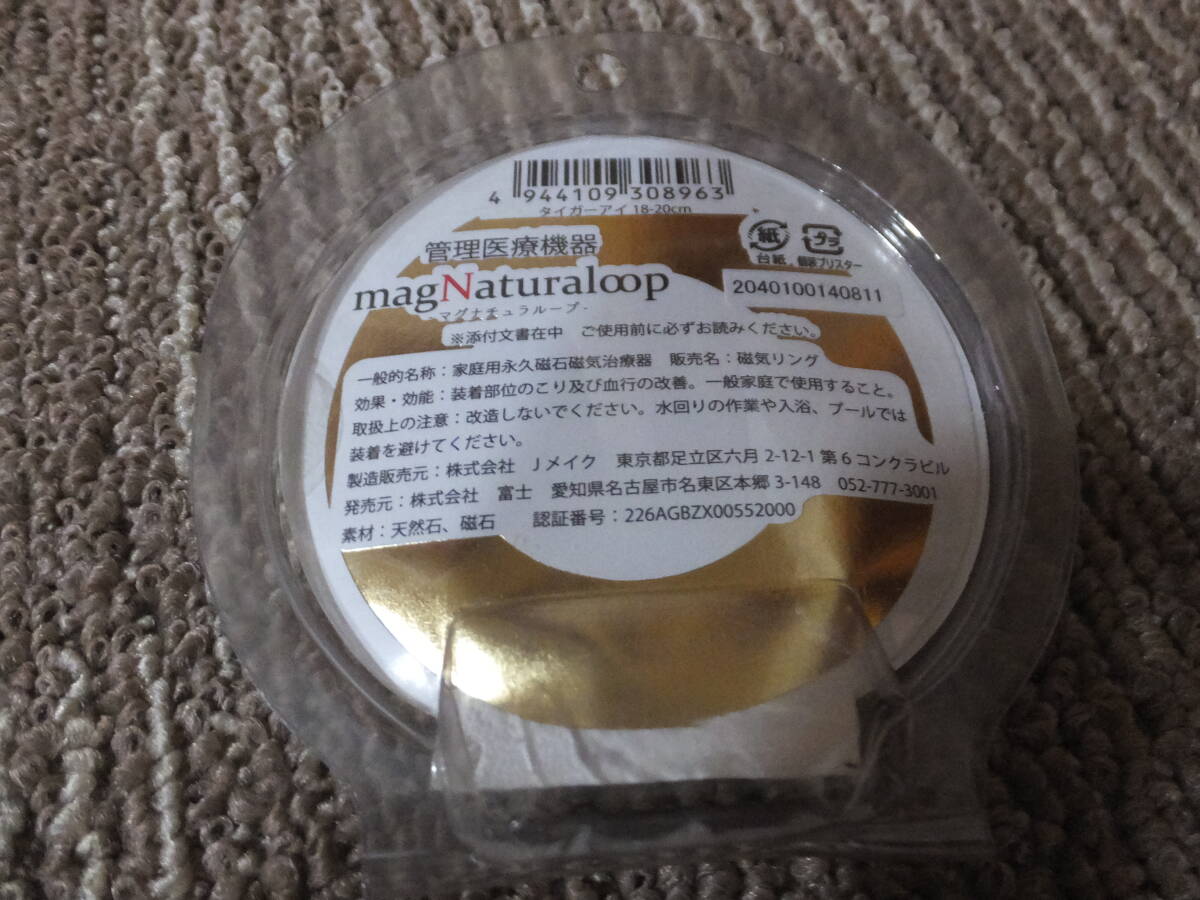 4 944109 308963
タイガーアイ 18-20cm
管理医療機器
紙 プラ
台紙 個装ブリスター
magNaturaloop
-マグナチュラループ-
2040100140811
※添付文書在中 ご使用前に必ずお読みください。
一般的名称:家庭用永久磁石磁気治療器 販売名:磁気リング
効果・効能:装着部位のこり及び血行の改善。一般家庭で使用すること。
取扱上の注意:改造しないでください。水回りの作業や入浴、プールでは
装着を避けてください。
製造販売元:株式会社 Jメイク 東京都足立区六月 2-12-1 第6コンクラビル
発売元:株式会社 富士 愛知県名古屋市名東区本郷 3-148 052-777-3001
素材:天然石、磁石 認証番号:226AGBZX00552000